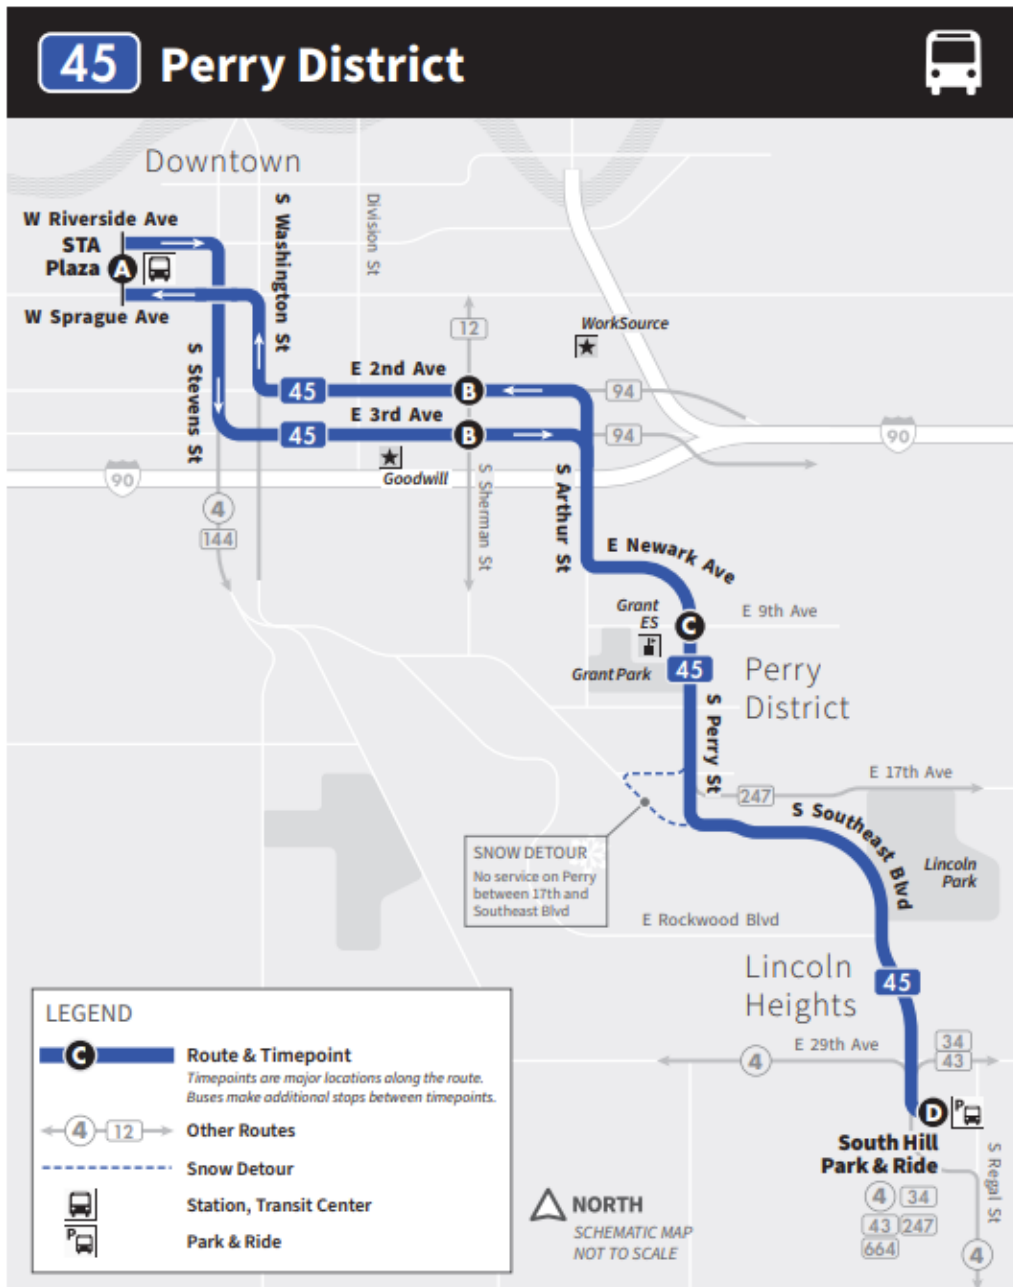 45 Perry District
Downtown
W Riverside Ave
STA
Plaza
A
W Sprague Ave
S Washington St
Division St
S Stevens St
12
WorkSource
E 2nd Ave
45
B
94
E 3rd Ave
45
B
94
90
Goodwill
90
S Sherman St
S Arthur St
4
144
E Newark Ave
Grant
ES
C
E 9th Ave
Grant Park
45
Perry
District
S Perry St
E 17th Ave
247
S Southeast Blvd
SNOW DETOUR
No service on Perry
between 17th and
Southeast Blvd
Lincoln
Park
E Rockwood Blvd
Lincoln
Heights
45
E 29th Ave
34
43
4
D
P
South Hill
Park & Ride
4 34
43 247
664
S Regal St
4
LEGEND
C
Route & Timepoint
Timepoints are major locations along the route.
Buses make additional stops between timepoints.
4 12 Other Routes
Snow Detour
Station, Transit Center
P
Park & Ride
NORTH
SCHEMATIC MAP
NOT TO SCALE